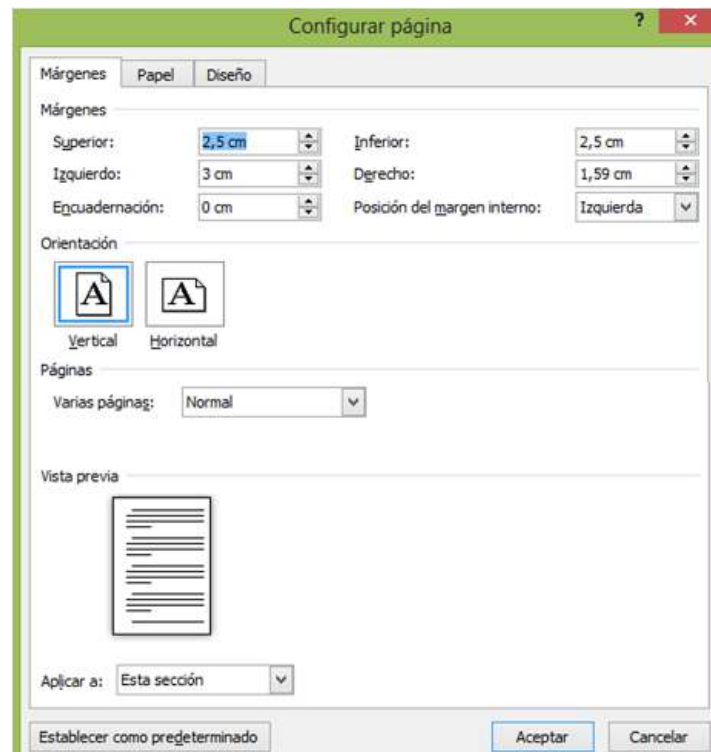 Configurar página ? ×
Márgenes Papel Diseño
Márgenes
Superior: 2,5 cm Inferior: 2,5 cm
Izquierdo: 3 cm Derecho: 1,59 cm
Encuadernación: 0 cm Posición del margen interno: Izquierda
Orientación
A A
Vertical Horizontal
Páginas
Varias páginas: Normal
Vista previa
Aplicar a: Esta sección
Establecer como predeterminado Aceptar Cancelar